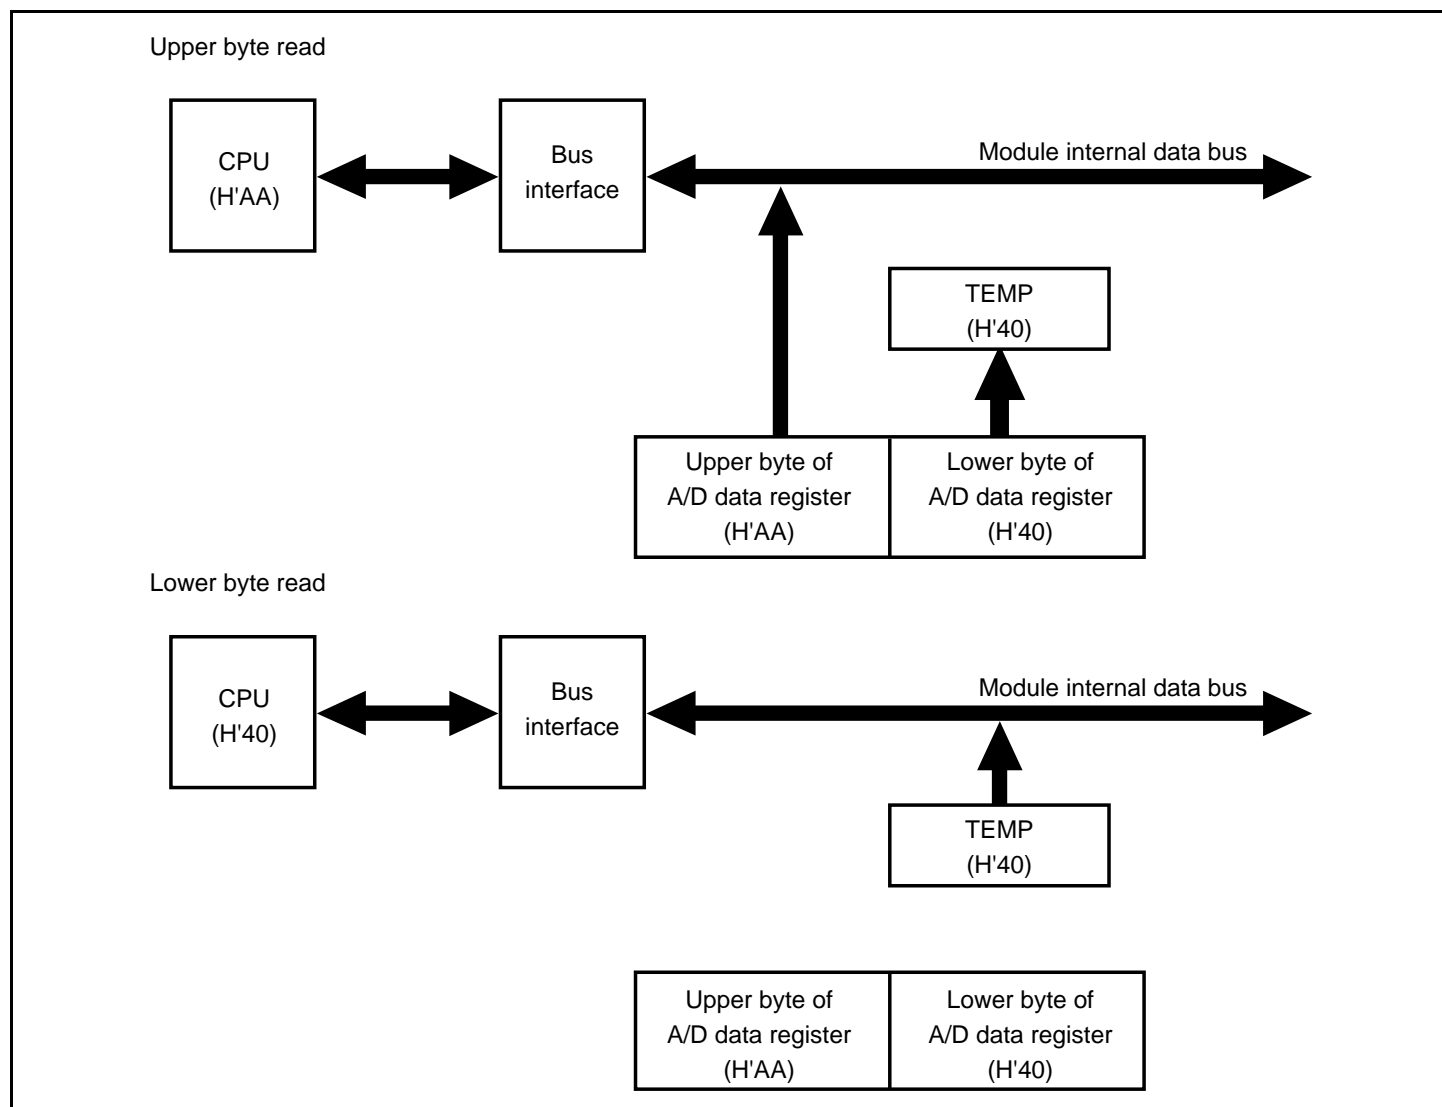 Upper byte read
CPU
(H'AA)
Bus
interface
Module internal data bus
TEMP
(H'40)
Upper byte of
A/D data register
(H'AA)
Lower byte of
A/D data register
(H'40)
Lower byte read
CPU
(H'40)
Bus
interface
Module internal data bus
TEMP
(H'40)
Upper byte of
A/D data register
(H'AA)
Lower byte of
A/D data register
(H'40)